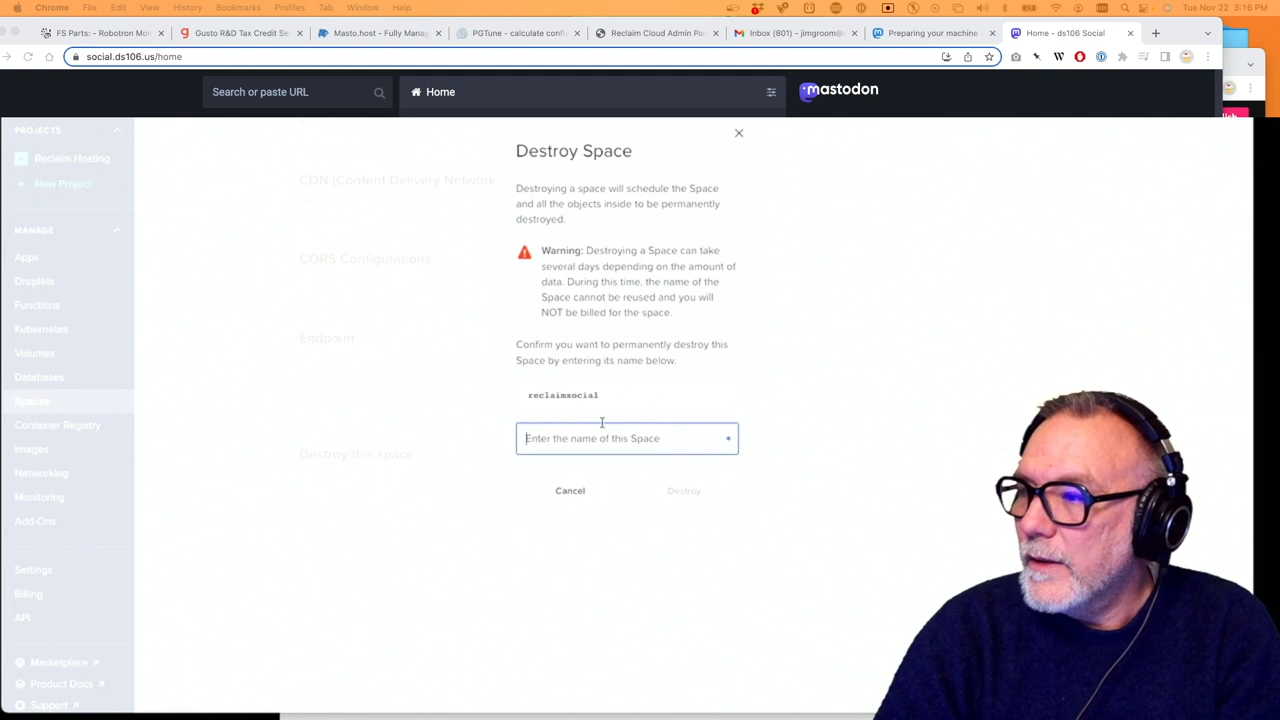 Chrome File Edit View History Bookmarks Profiles Tab Window Help Tue Nov 22 3:16 PM
FS Parts: - Robotron Mon Gusto R&D Tax Credit Se Masto.host - Fully Manag PGTune - calculate config Reclaim Cloud Admin Par Inbox (801) - jimgroom@ Preparing your machine - Home - ds106 Social
social.ds106.us/home
Search or paste URL Home mastodon
PROJECTS
Reclaim Hosting
+ New Project
MANAGE
Apps
Droplets
Functions
Kubernetes
Volumes
Databases
Spaces
Container Registry
Images
Networking
Monitoring
Add-Ons
Settings
Billing
API
Marketplace
Product Docs
Support
CDN (Content Delivery Network
CORS Configurations
Endpoint
Destroy this space
Destroy Space
Destroying a space will schedule the Space
and all the objects inside to be permanently
destroyed.
Warning: Destroying a Space can take
several days depending on the amount of
data. During this time, the name of the
Space cannot be reused and you will
NOT be billed for the space.
Confirm you want to permanently destroy this
Space by entering its name below.
reclaimsocial
Enter the name of this Space
Cancel Destroy